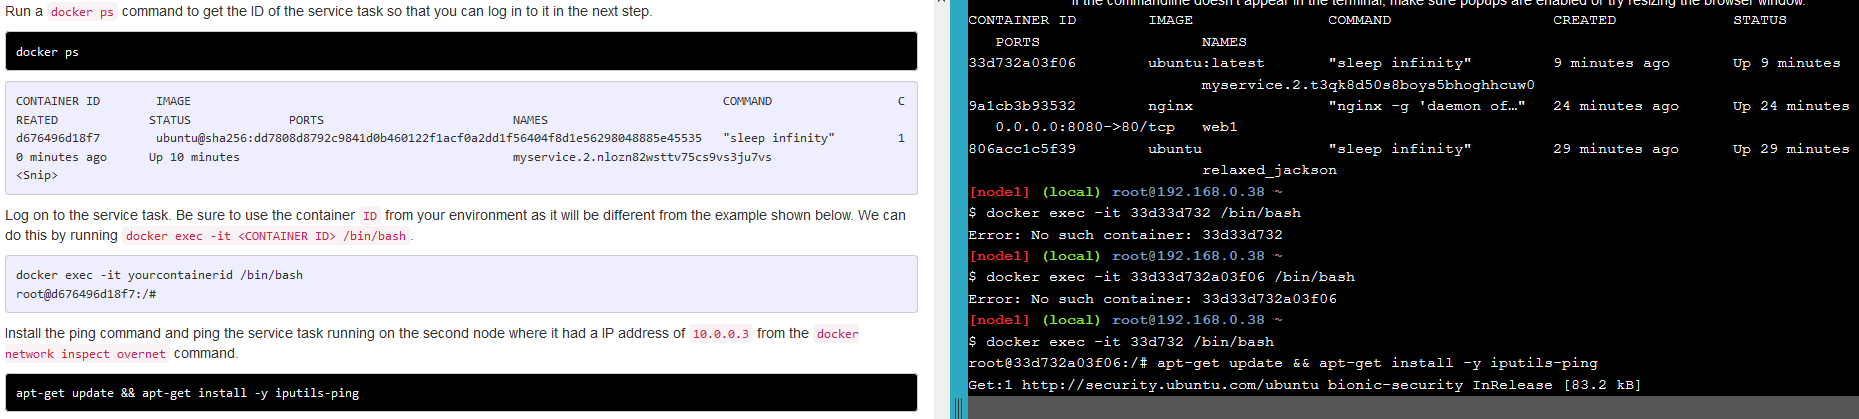 Run a docker ps command to get the ID of the service task so that you can log in to it in the next step.
docker ps
CONTAINER ID IMAGE COMMAND C
REATED STATUS PORTS NAMES
d676496d18f7 ubuntu@sha256:dd7808d8792c9841d0b460122f1acf0a2dd1f56404f8d1e56298048885e45535 "sleep infinity" 1
0 minutes ago Up 10 minutes myservice.2.nlozn82wsttv75cs9vs3ju7vs
<Snip>
Log on to the service task. Be sure to use the container ID from your environment as it will be different from the example shown below. We can
do this by running docker exec -it <CONTAINER ID> /bin/bash.
docker exec -it yourcontainerid /bin/bash
root@d676496d18f7:/#
Install the ping command and ping the service task running on the second node where it had a IP address of 10.0.0.3 from the docker
network inspect overnet command.
apt-get update && apt-get install -y iputils-ping
If the commandline doesn't appear in the terminal, make sure popups are enabled or try resizing the browser window.
CONTAINER ID IMAGE COMMAND CREATED STATUS
PORTS NAMES
33d732a03f06 ubuntu:latest "sleep infinity" 9 minutes ago Up 9 minutes
myservice.2.t3qk8d50s8boys5bhoghhcuw0
9a1cb3b93532 nginx "nginx -g 'daemon of…" 24 minutes ago Up 24 minutes
0.0.0.0:8080->80/tcp web1
806acc1c5f39 ubuntu "sleep infinity" 29 minutes ago Up 29 minutes
relaxed_jackson
[node1] (local) root@192.168.0.38 ~
$ docker exec -it 33d33d732 /bin/bash
Error: No such container: 33d33d732
[node1] (local) root@192.168.0.38 ~
$ docker exec -it 33d33d732a03f06 /bin/bash
Error: No such container: 33d33d732a03f06
[node1] (local) root@192.168.0.38 ~
$ docker exec -it 33d732 /bin/bash
root@33d732a03f06:/# apt-get update && apt-get install -y iputils-ping
Get:1 http://security.ubuntu.com/ubuntu bionic-security InRelease [83.2 kB]